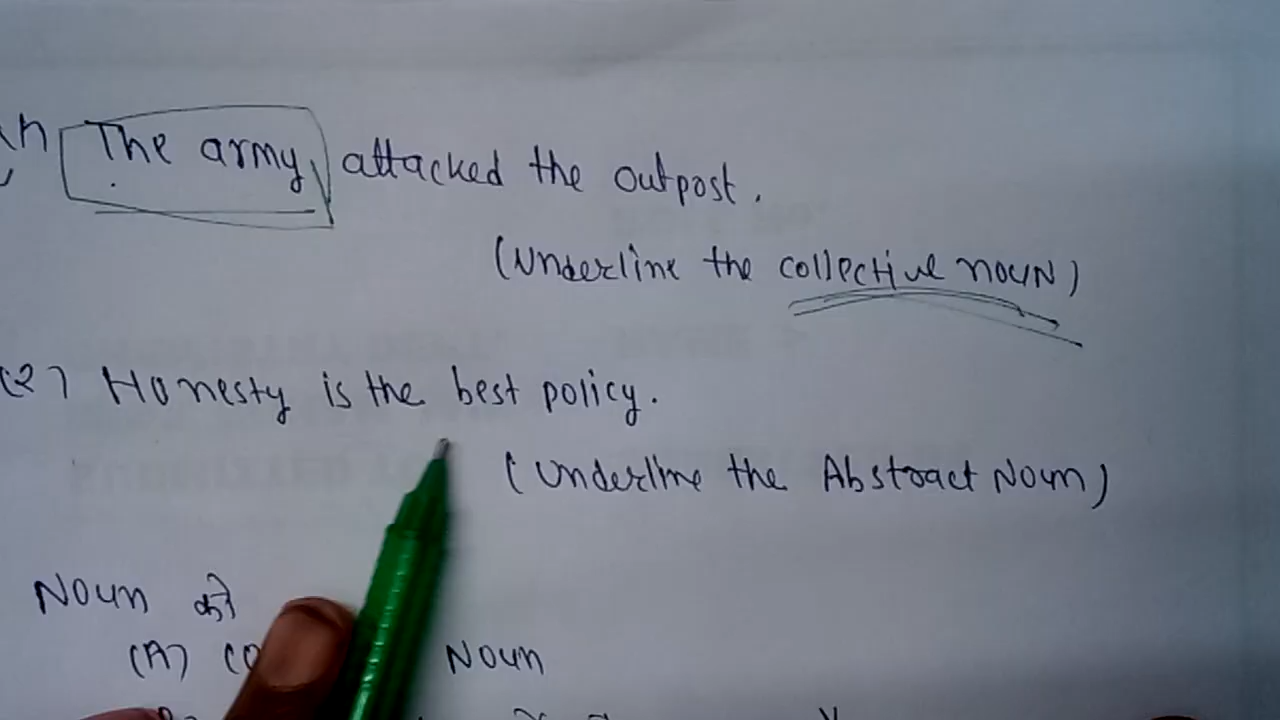 The army attacked the outpost.
(Underline the collective noun)
(2) Honesty is the best policy.
(Underline the Abstract Noun)
Noun को
(A) Noun